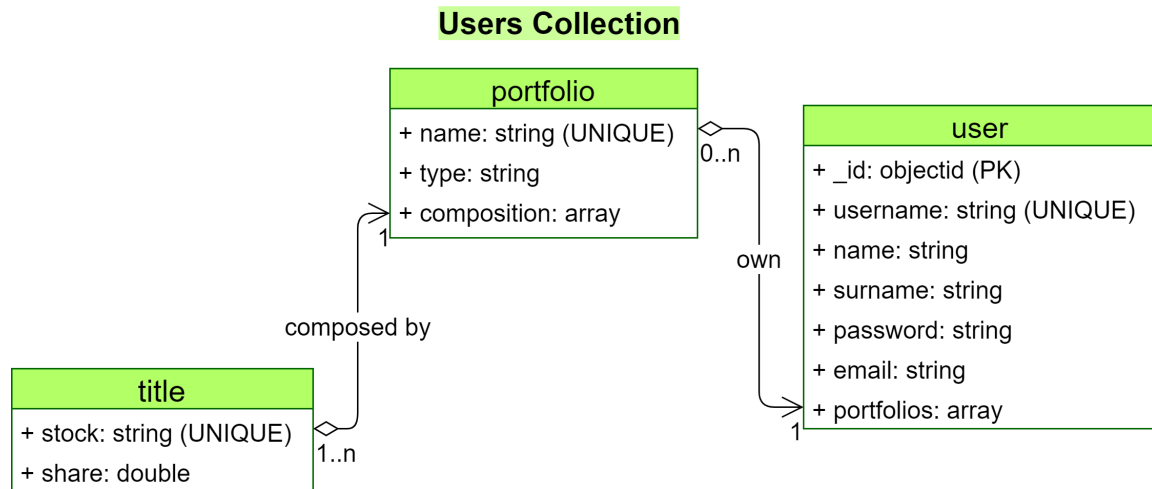 Users Collection
portfolio
+ name: string (UNIQUE)
+ type: string
+ composition: array
0..n
1
user
+ _id: objectid (PK)
+ username: string (UNIQUE)
+ name: string
+ surname: string
+ password: string
+ email: string
+ portfolios: array
own
1
composed by
title
+ stock: string (UNIQUE)
+ share: double
1..n